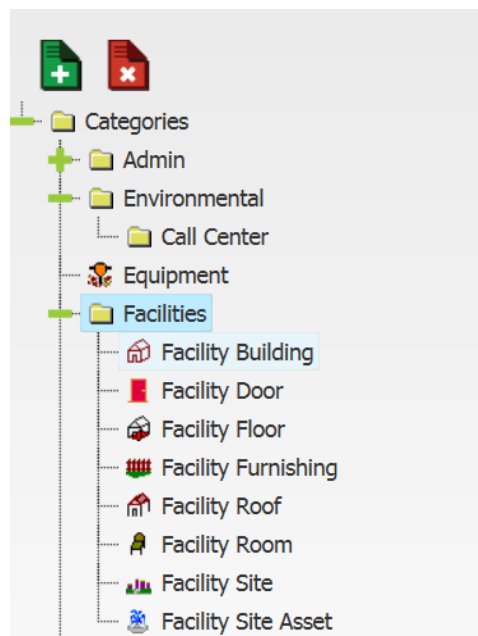 Categories
Admin
Environmental
Call Center
Equipment
Facilities
Facility Building
Facility Door
Facility Floor
Facility Furnishing
Facility Roof
Facility Room
Facility Site
Facility Site Asset